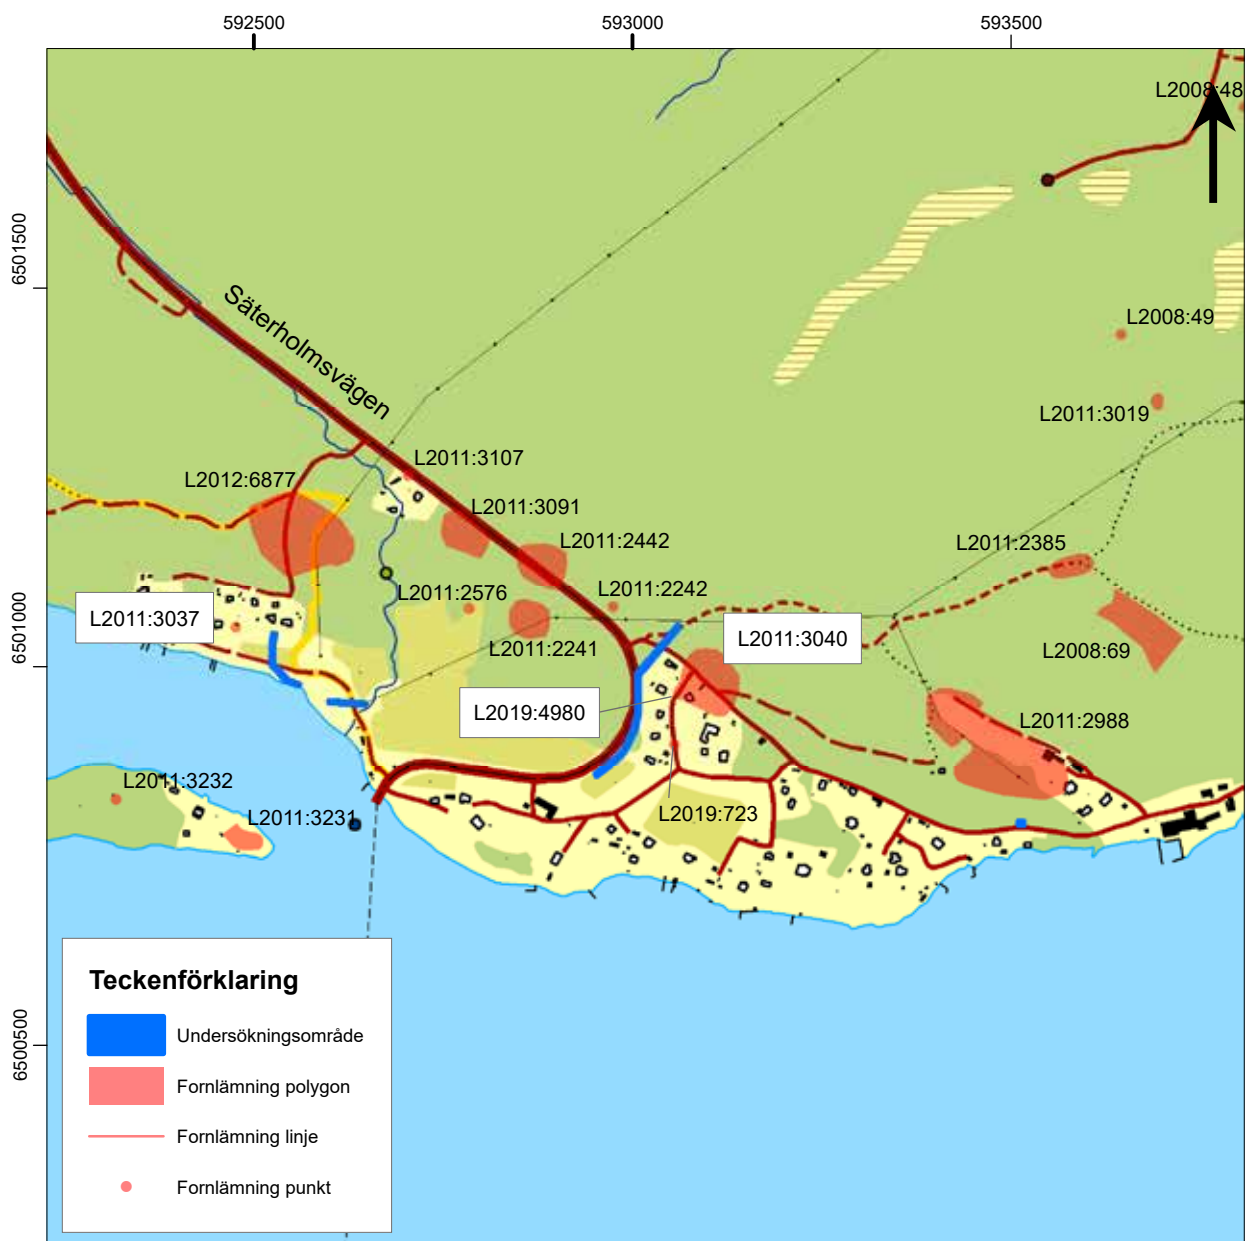 592500
593000
593500
L2008:48
6501500
Säterholmsvägen
L2008:49
L2011:3019
L2011:3107
L2012:6877
L2011:3091
L2011:2442
L2011:2385
L2011:2576
L2011:2242
L2011:3037
6501000
L2011:3040
L2011:2241
L2008:69
L2019:4980
L2011:2988
L2011:3232
L2011:3231
L2019:723
Teckenförklaring
Undersökningsområde
6500500
Fornlämning polygon
Fornlämning linje
Fornlämning punkt